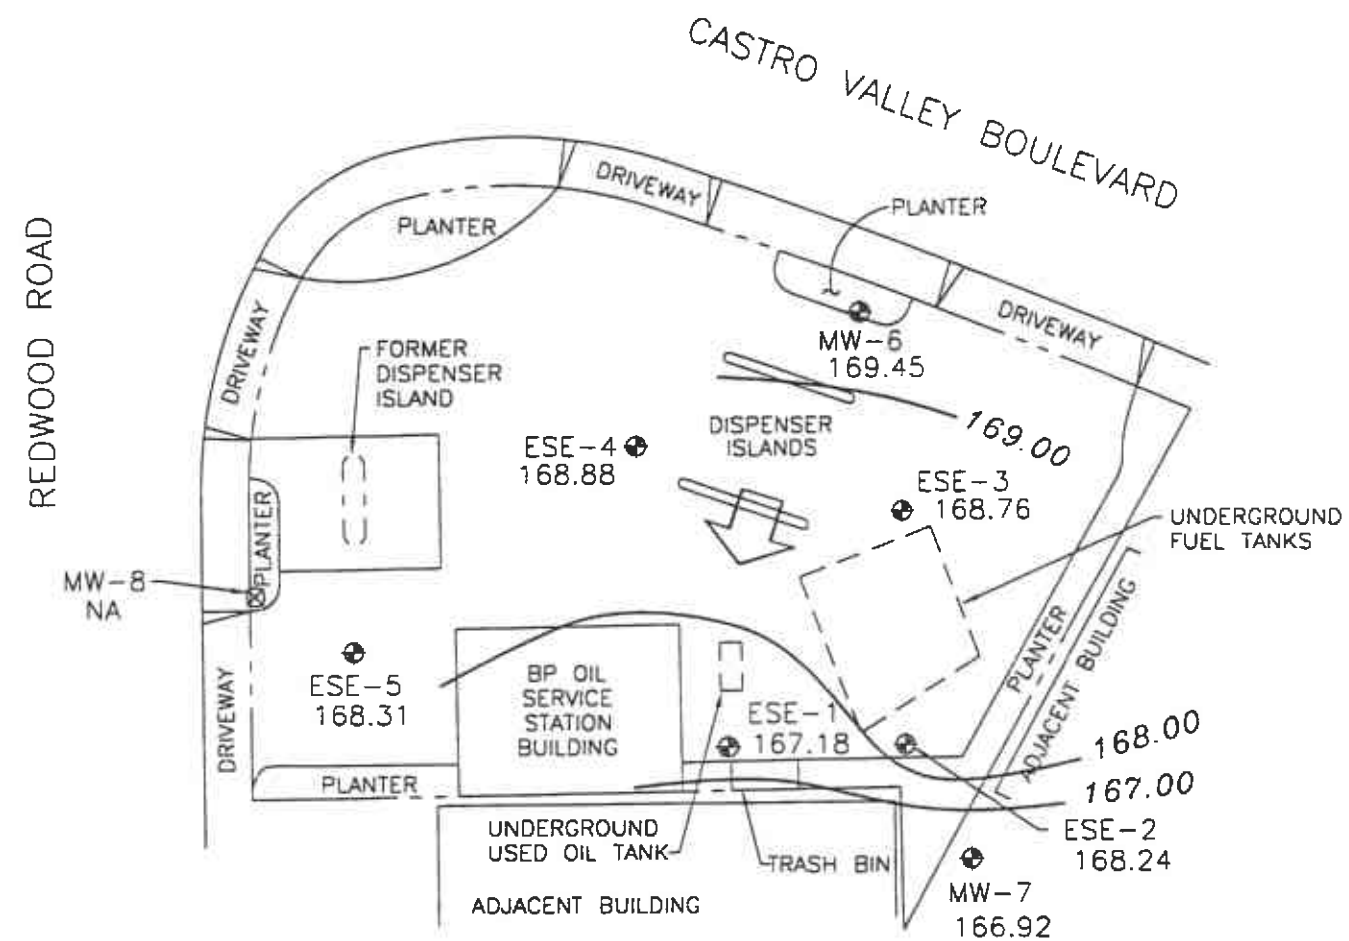 CASTRO VALLEY BOULEVARD
REDWOOD ROAD
DRIVEWAY
PLANTER
PLANTER
DRIVEWAY
DRIVEWAY
MW-6
169.45
FORMER
DISPENSER
ISLAND
169.00
DISPENSER
ISLANDS
ESE-4
168.88
ESE-3
168.76
UNDERGROUND
FUEL TANKS
PLANTER
MW-8
NA
ESE-5
168.31
BP OIL
SERVICE
STATION
BUILDING
ESE-1
167.18
PLANTER
ADJACENT BUILDING
DRIVEWAY
168.00
167.00
PLANTER
UNDERGROUND
USED OIL TANK
TRASH BIN
ESE-2
168.24
MW-7
166.92
ADJACENT BUILDING